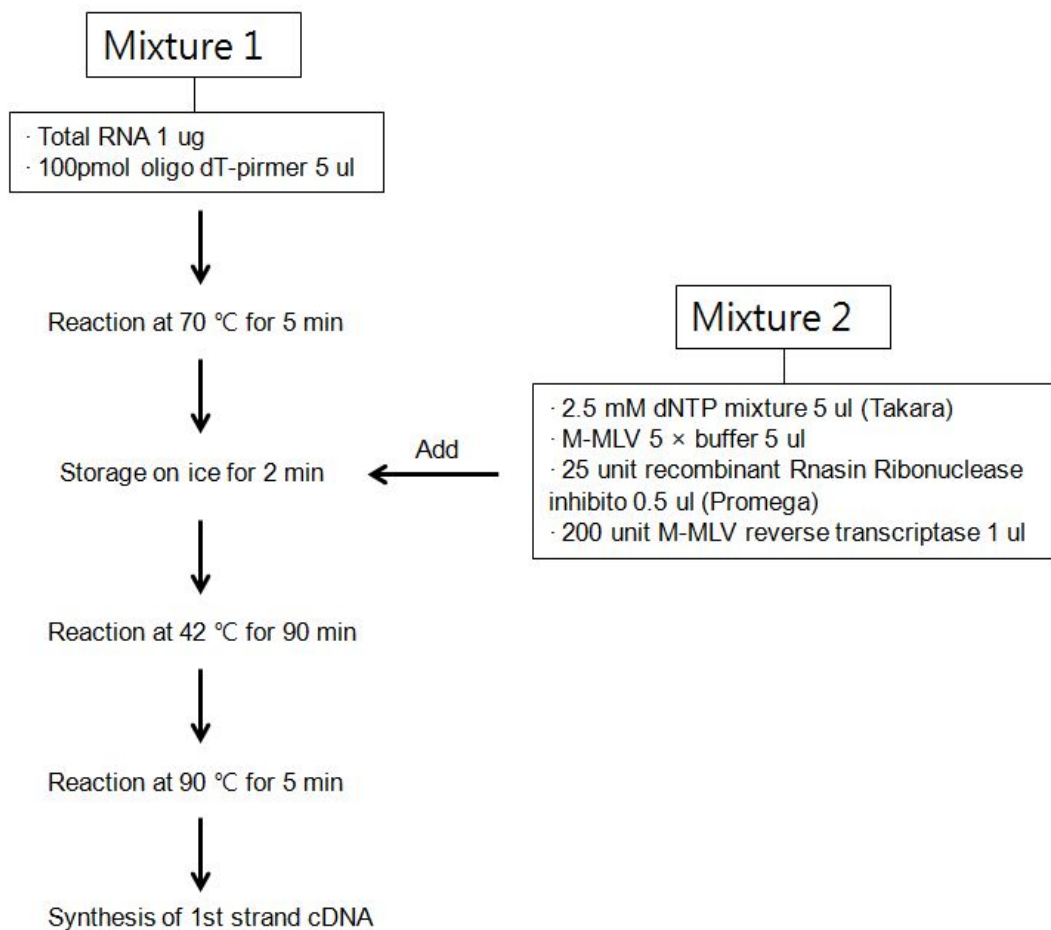 Mixture 1
· Total RNA 1 ug
· 100pmol oligo dT-pirmer 5 ul
Reaction at 70 ℃ for 5 min
Mixture 2
· 2.5 mM dNTP mixture 5 ul (Takara)
· M-MLV 5 × buffer 5 ul
· 25 unit recombinant Rnasin Ribonuclease
inhibito 0.5 ul (Promega)
· 200 unit M-MLV reverse transcriptase 1 ul
Add
Storage on ice for 2 min
Reaction at 42 ℃ for 90 min
Reaction at 90 ℃ for 5 min
Synthesis of 1st strand cDNA